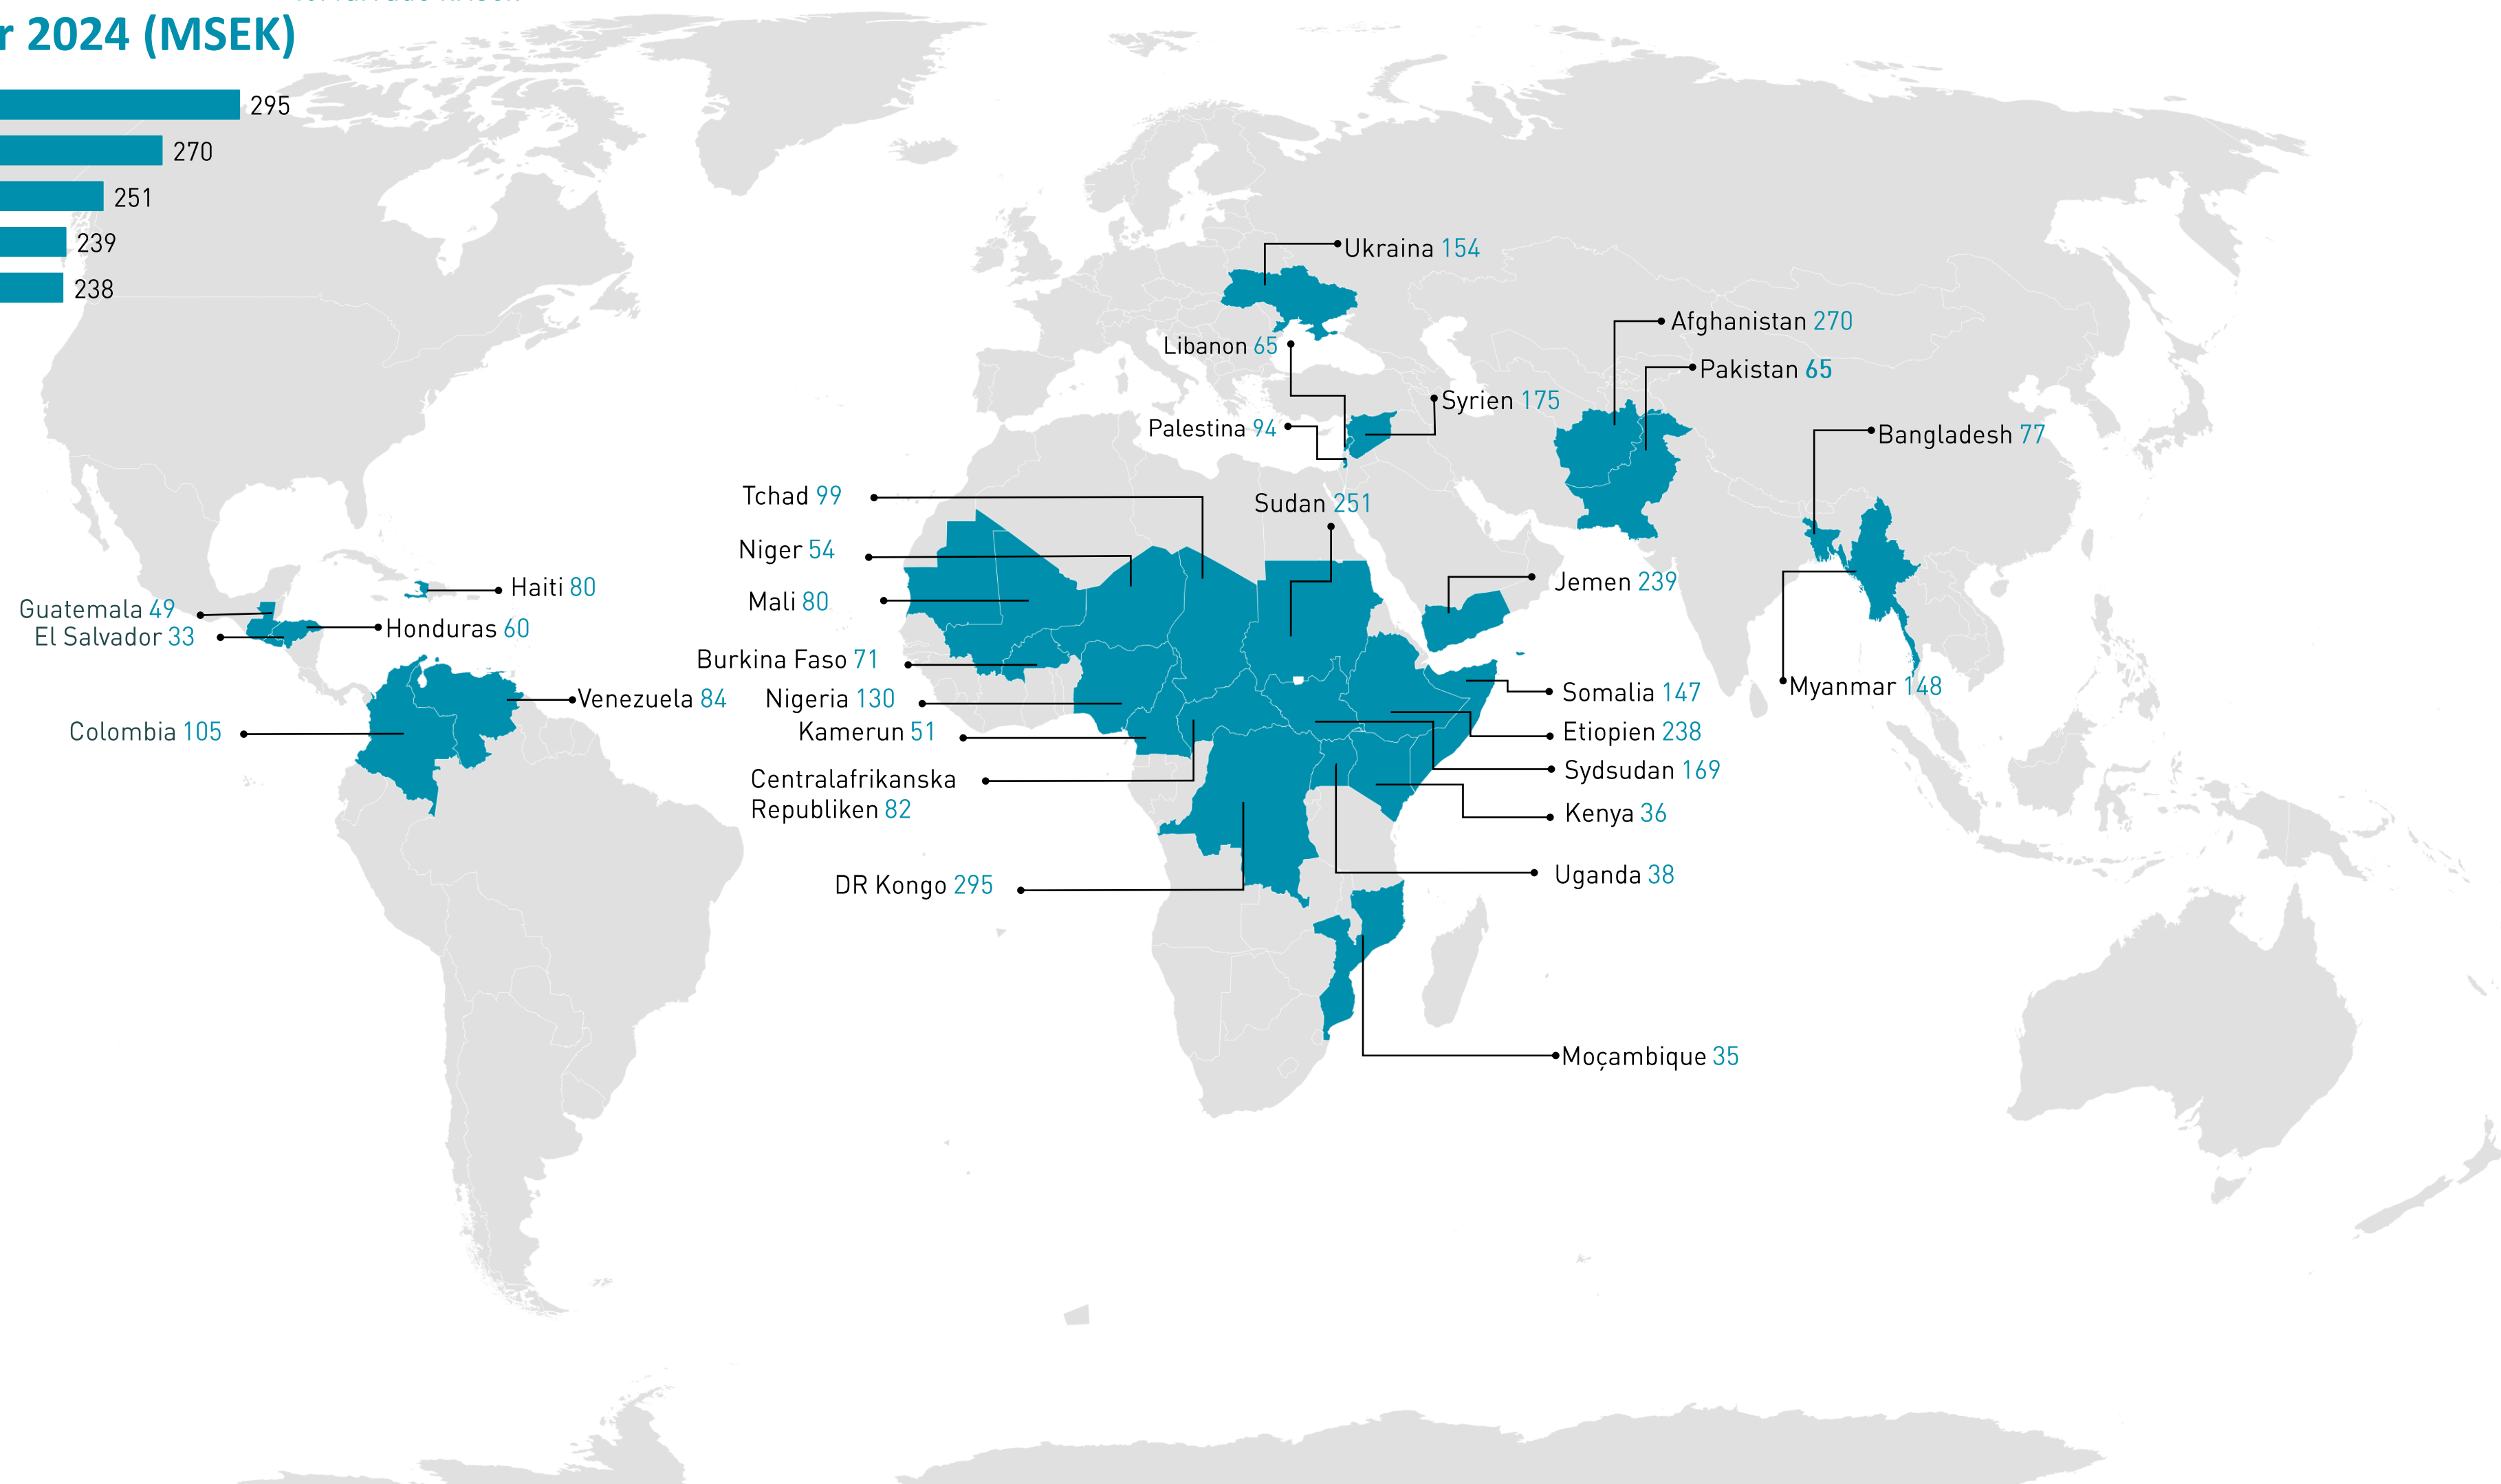 r 2024 (MSEK)
295
270
251
239
238
Ukraina 154
Afghanistan 270
Libanon 65
Pakistan 65
Syrien 175
Palestina 94
Bangladesh 77
Tchad 99
Sudan 251
Niger 54
Jemen 239
Haiti 80
Mali 80
Guatemala 49
El Salvador 33
Honduras 60
Burkina Faso 71
Myanmar 148
Somalia 147
Venezuela 84
Nigeria 130
Colombia 105
Kamerun 51
Etiopien 238
Sydsudan 169
Centralafrikanska
Republiken 82
Kenya 36
Uganda 38
DR Kongo 295
Moçambique 35